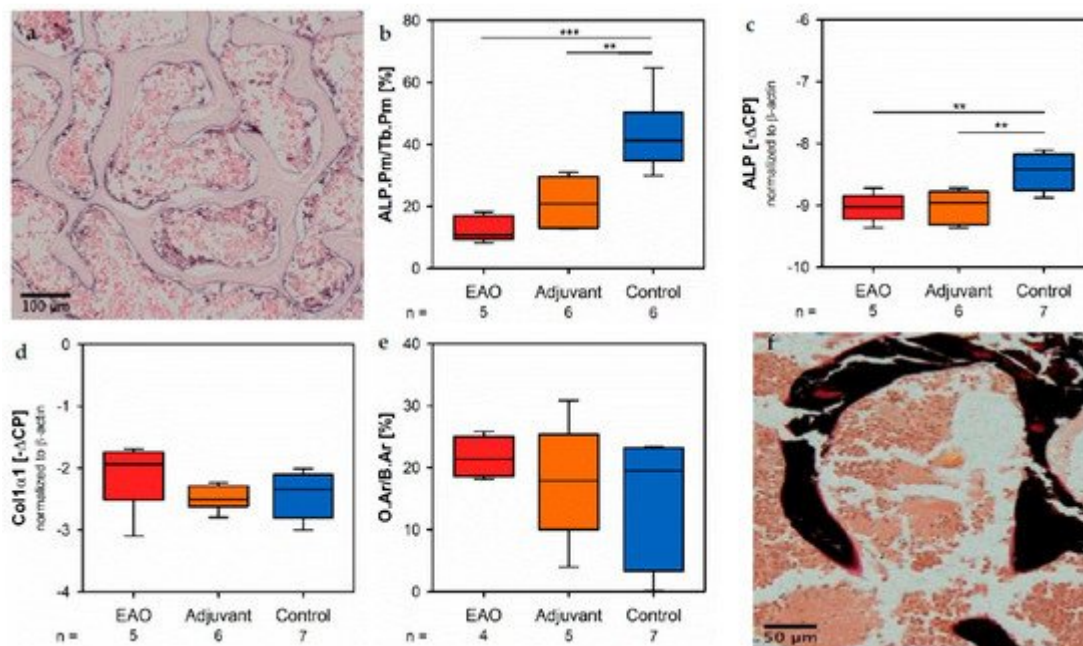 a
100 µm
b
ALP.Pm/Tb.Pm [%]
80
60
40
20
0
***
**
EAO Adjuvant Control
n = 5 6 6
c
ALP [-ΔCP]
normalized to β-actin
-6
-7
-8
-9
-10
**
**
EAO Adjuvant Control
n = 5 6 7
d
Col1α1 [-ΔCP]
normalized to β-actin
0
-1
-2
-3
-4
EAO Adjuvant Control
n = 5 6 7
e
O.Ar/B.Ar [%]
40
30
20
10
0
EAO Adjuvant Control
n = 4 5 7
f
50 µm